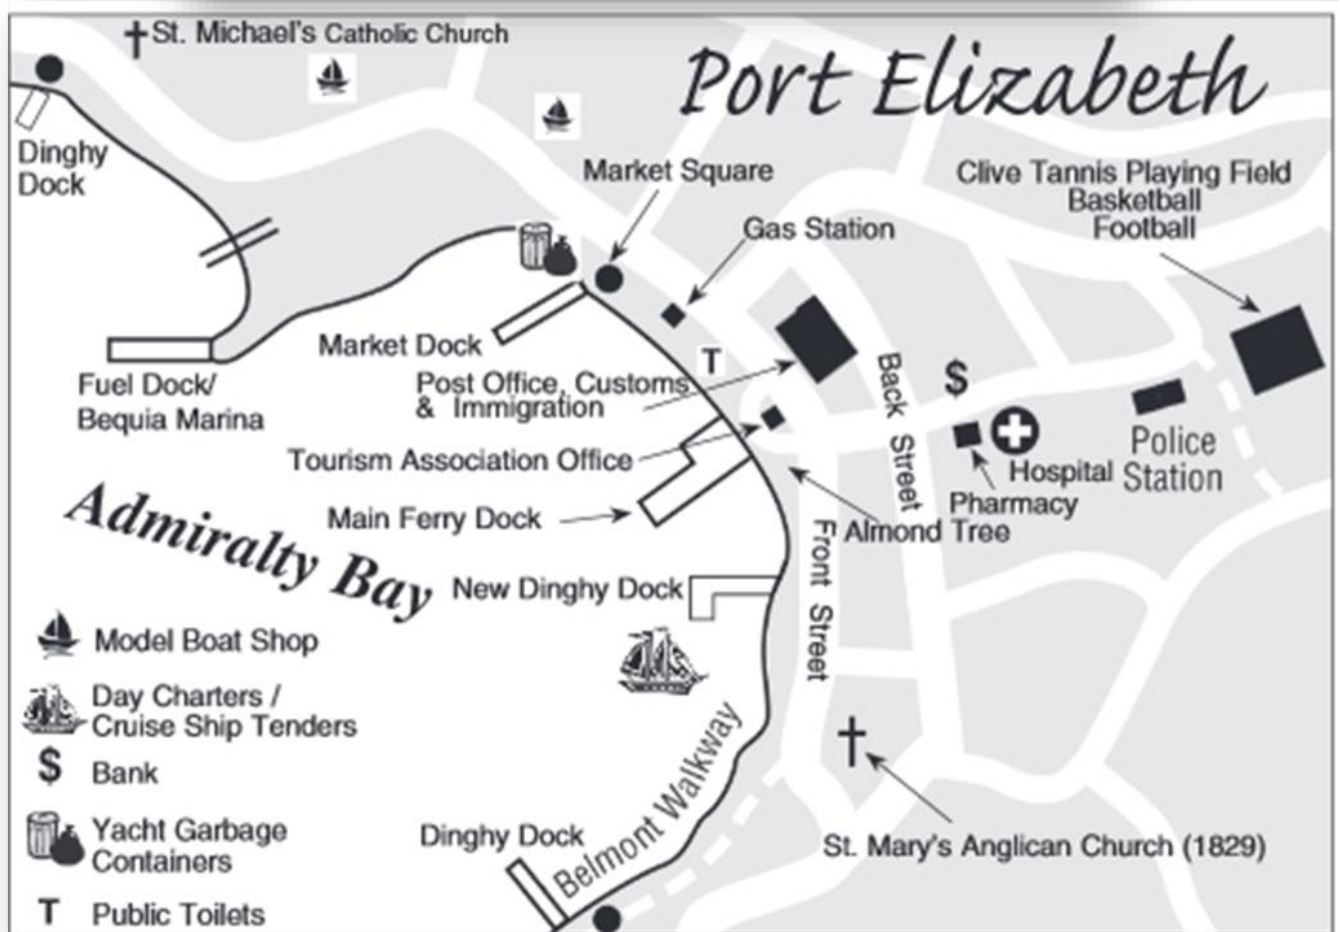 †St. Michael's Catholic Church
Port Elizabeth
Dinghy
Dock
Market Square
Clive Tannis Playing Field
Basketball
Football
Gas Station
Market Dock
T
Fuel Dock/
Bequia Marina
Post Office, Customs
& Immigration
Back Street
$
Tourism Association Office
Police
Station
Hospital
Pharmacy
Main Ferry Dock
Almond Tree
Admiralty Bay
New Dinghy Dock
Front Street
Model Boat Shop
Day Charters /
Cruise Ship Tenders
$ Bank
Yacht Garbage
Containers
T Public Toilets
Belmont Walkway
Dinghy Dock
†
St. Mary's Anglican Church (1829)